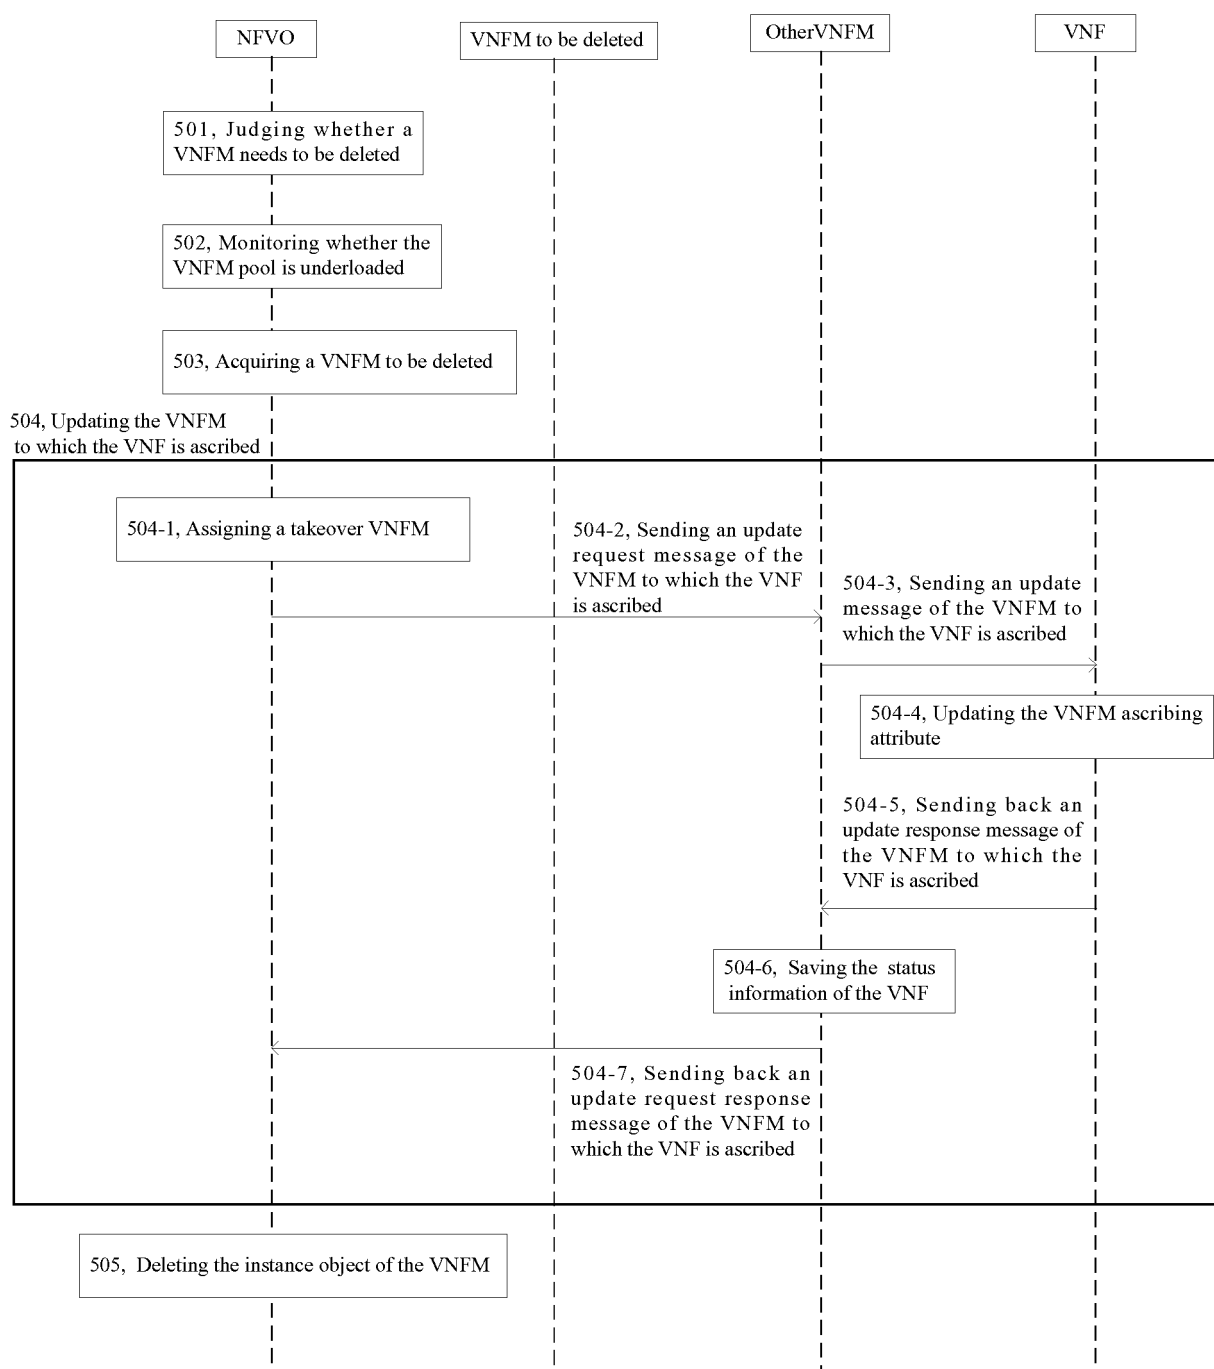 NFVO
VNFM to be deleted
OtherVNFM
VNF
501, Judging whether a
VNFM needs to be deleted
502, Monitoring whether the
VNFM pool is underloaded
503, Acquiring a VNFM to be deleted
504, Updating the VNFM
to which the VNF is ascribed
504-1, Assigning a takeover VNFM
504-2, Sending an update
request message of the
VNFM to which the VNF
is ascribed
504-3, Sending an update
message of the VNFM to
which the VNF is ascribed
504-4, Updating the VNFM ascribing
attribute
504-5, Sending back an
update response message of
the VNFM to which the
VNF is ascribed
504-6, Saving the status
information of the VNF
504-7, Sending back an
update request response
message of the VNFM to
which the VNF is ascribed
505, Deleting the instance object of the VNFM